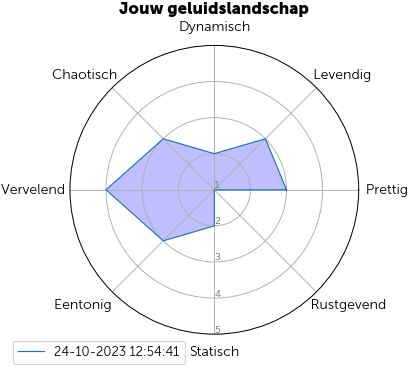 Jouw geluidslandschap
Dynamisch
Chaotisch
Levendig
Vervelend
1
Prettig
2
3
4
Eentonig
Rustgevend
5
24-10-2023 12:54:41
Statisch